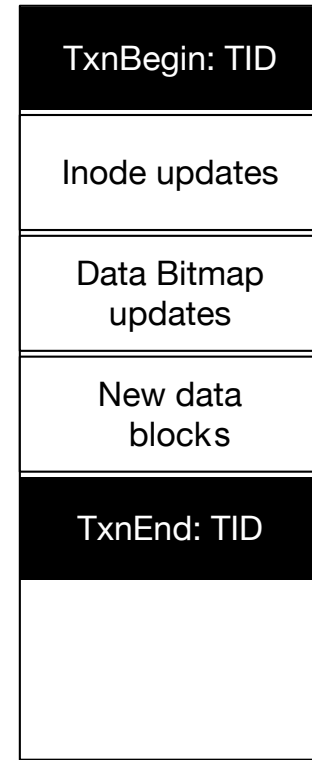 TxnBegin: TID
Inode updates
Data Bitmap
updates
New data
blocks
TxnEnd: TID